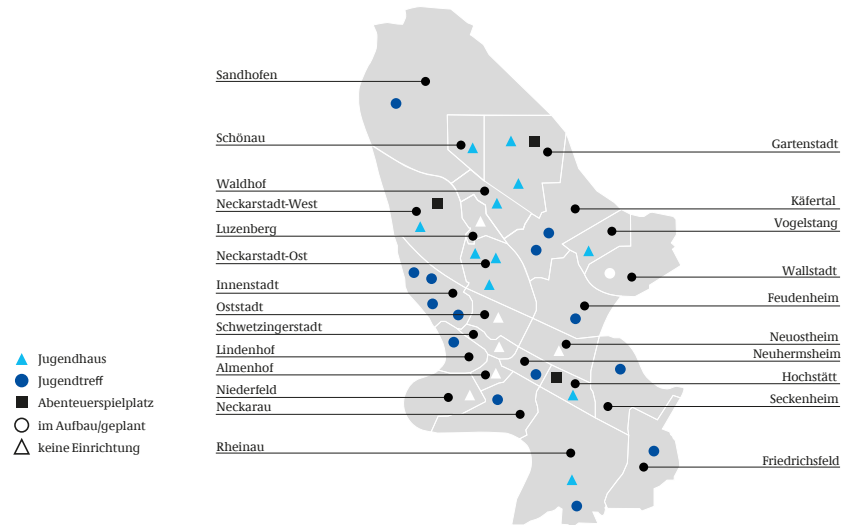 Sandhofen
Schönau
Waldhof
Neckarstadt-West
Luzenberg
Neckarstadt-Ost
Innenstadt
Oststadt
Schwetzingerstadt
Lindenhof
Almenhof
Niederfeld
Neckarau
Rheinau
Gartenstadt
Käfertal
Vogelstang
Wallstadt
Feudenheim
Neuostheim
Neuhermsheim
Hochstätt
Seckenheim
Friedrichsfeld
Jugendhaus
Jugendtreff
Abenteuerspielplatz
im Aufbau/geplant
keine Einrichtung